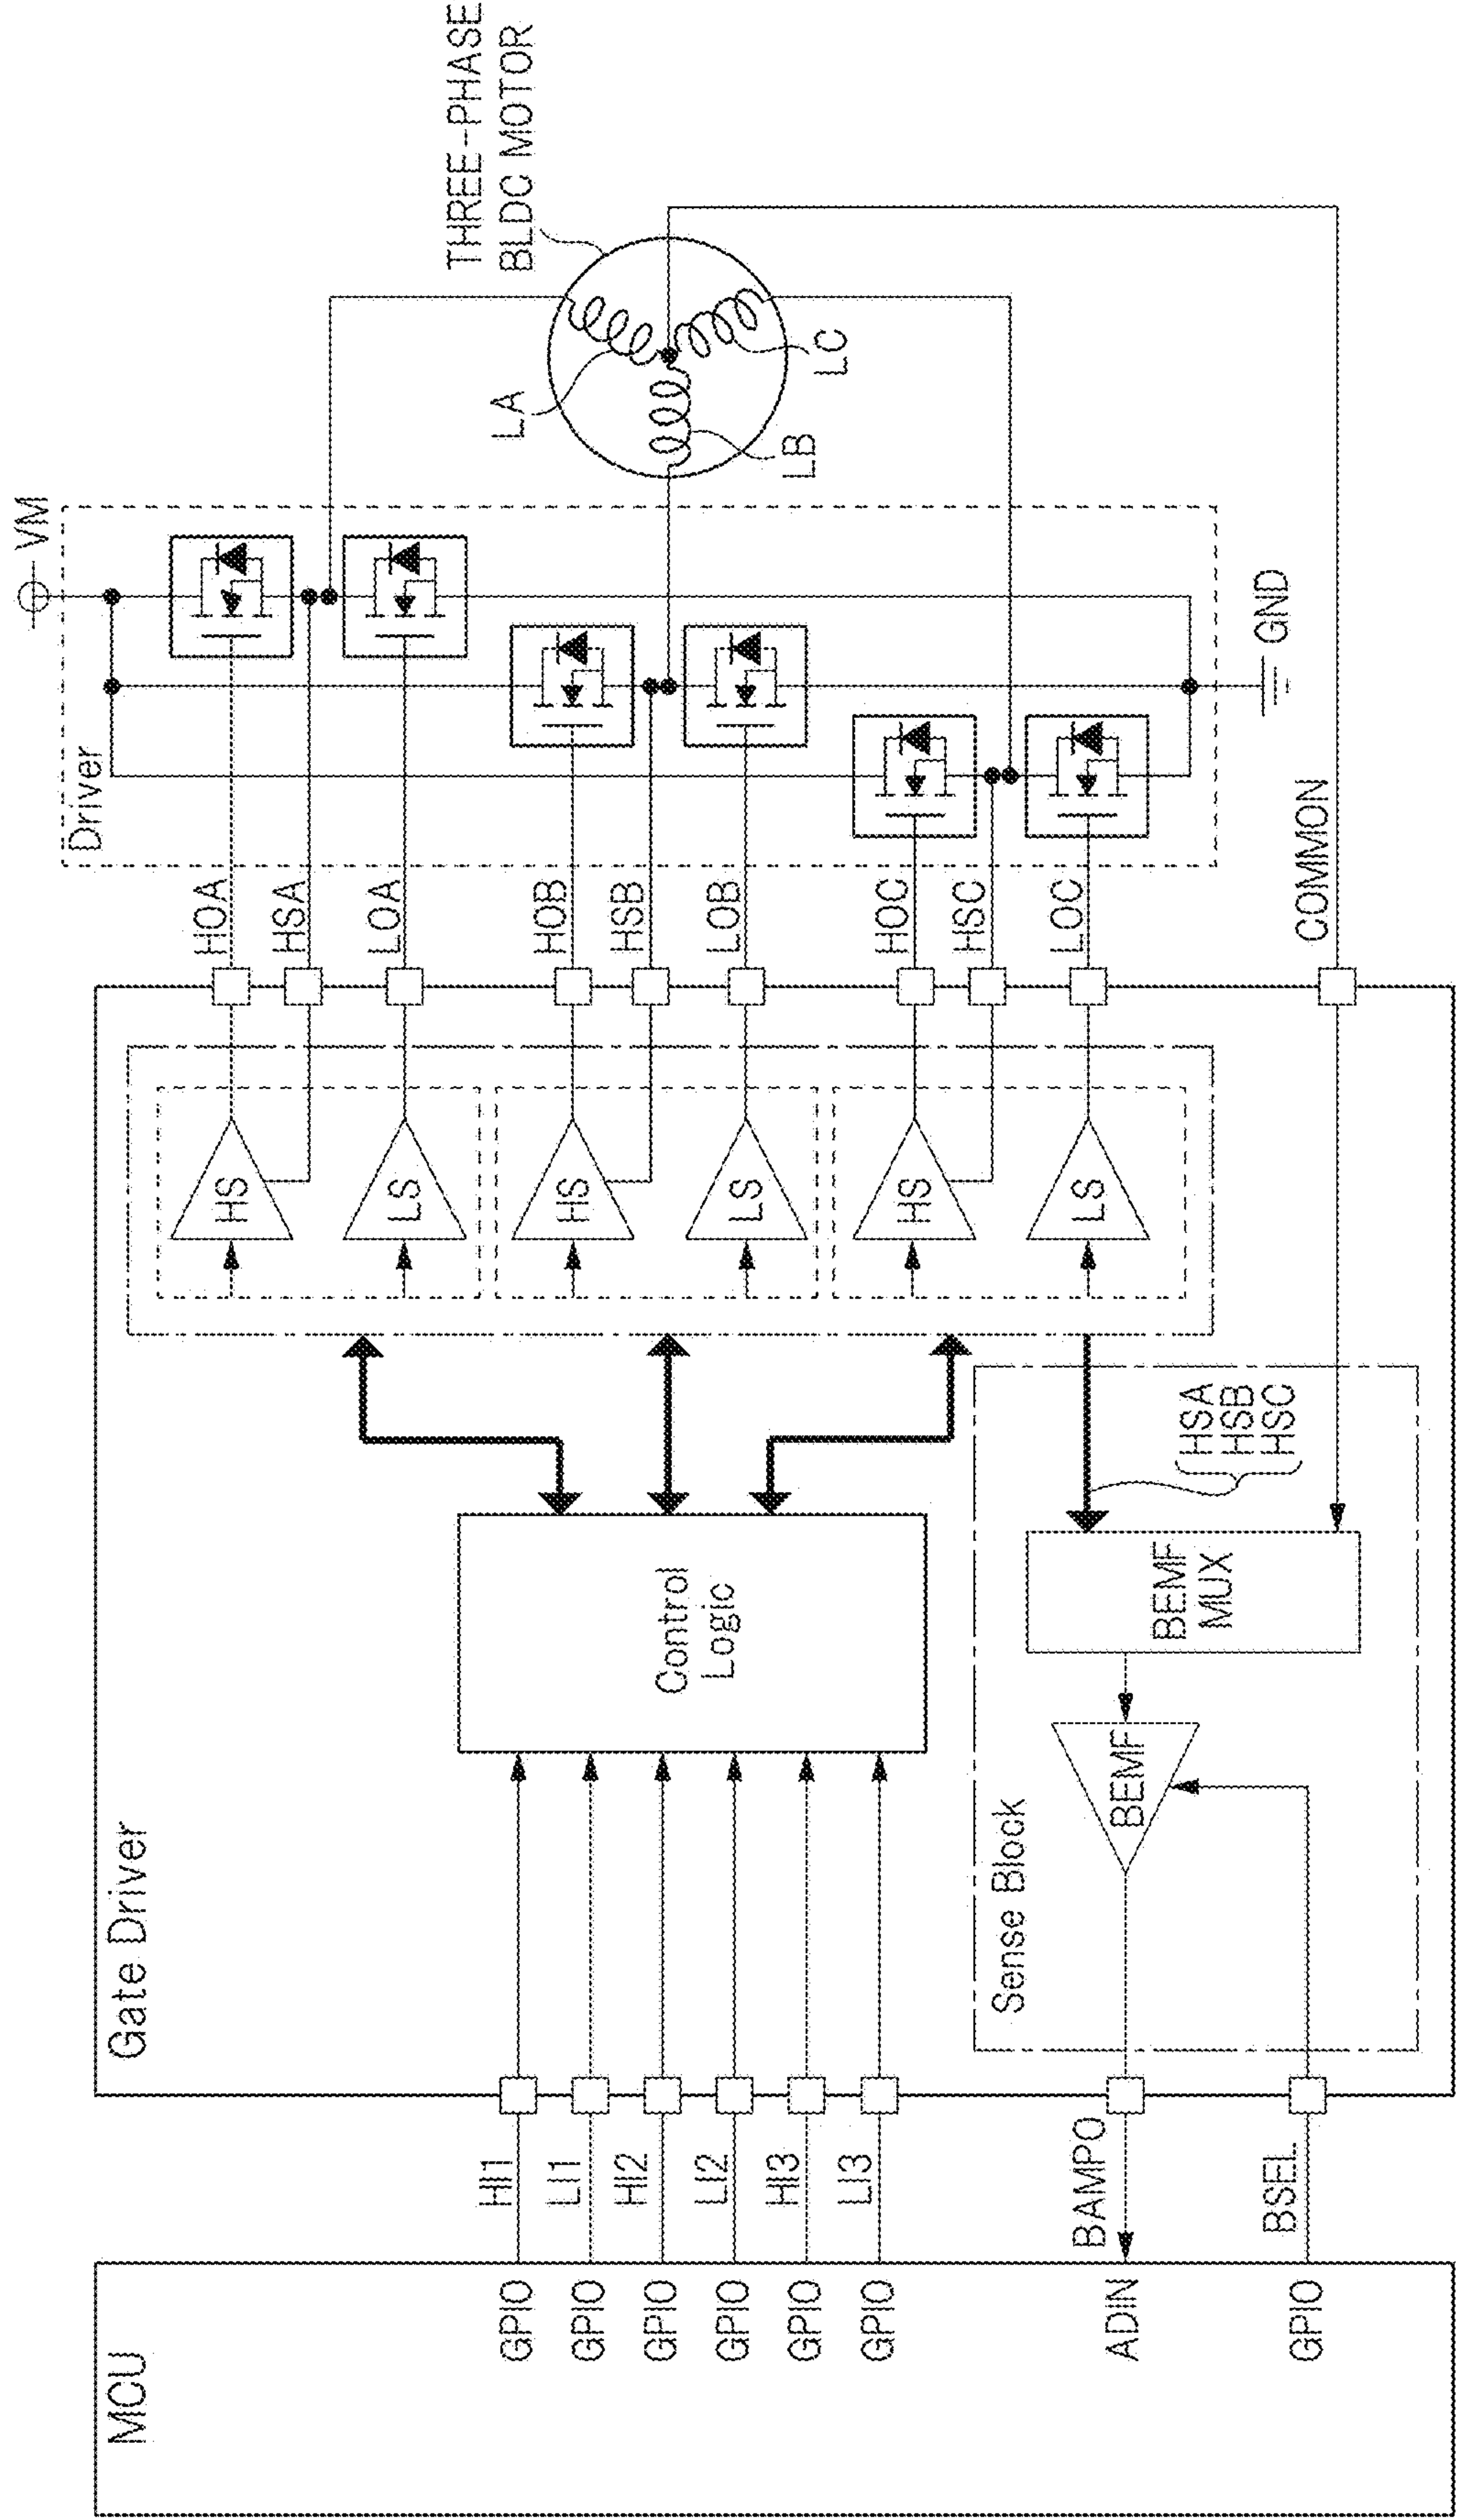 MCU
GPIO
GPIO
GPIO
GPIO
GPIO
GPIO
ADIN
GPIO
HI1
LI1
HI2
LI2
HI3
LI3
BAMPO
BSEL
Gate Driver
Control
Logic
Sense Block
BEMF
BEMF
MUX
HSA
HSB
HSC
HS
LS
HS
LS
HS
LS
HOA
HSA
LOA
HOB
HSB
LOB
HOC
HSC
LOC
COMMON
Driver
VM
GND
LA
LB
LC
THREE-PHASE
BLDC MOTOR